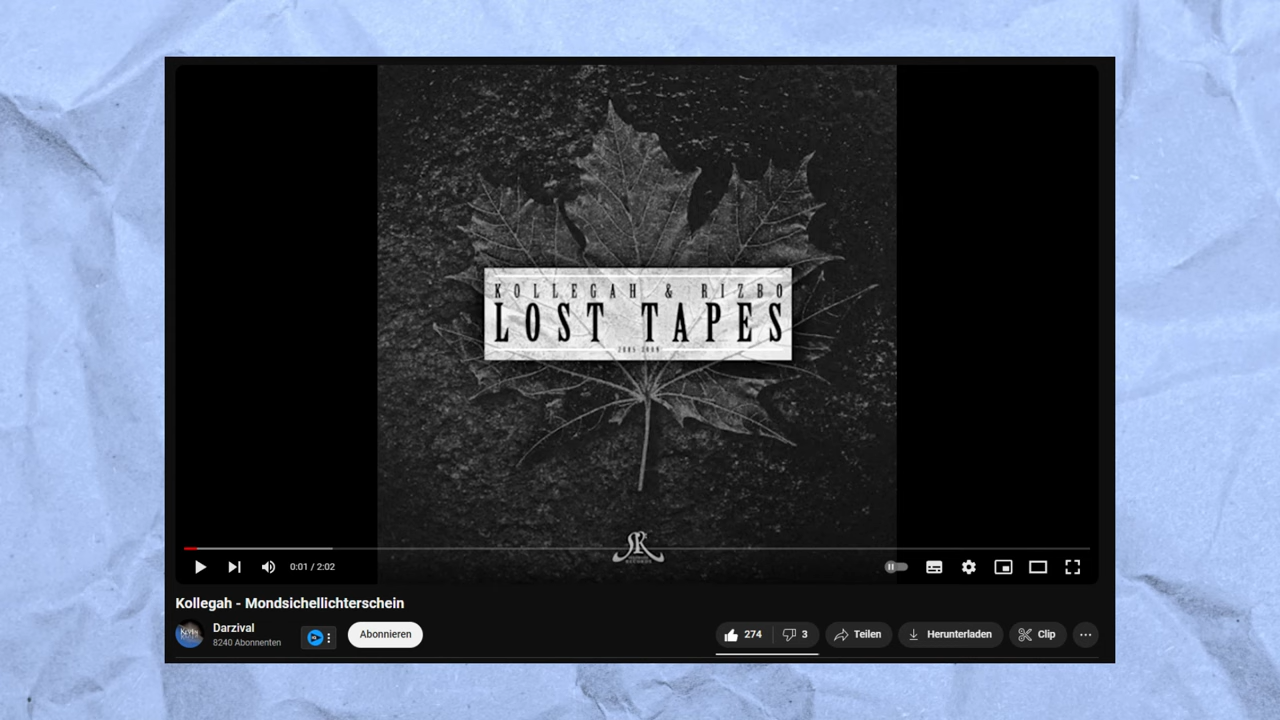 KOLLEGAH & RIZBO
LOST TAPES
0:01 / 2:02
Kollegah - Mondsichellichterschein
Darzival
8240 Abonnenten
Abonnieren
274
3
Teilen
Herunterladen
Clip